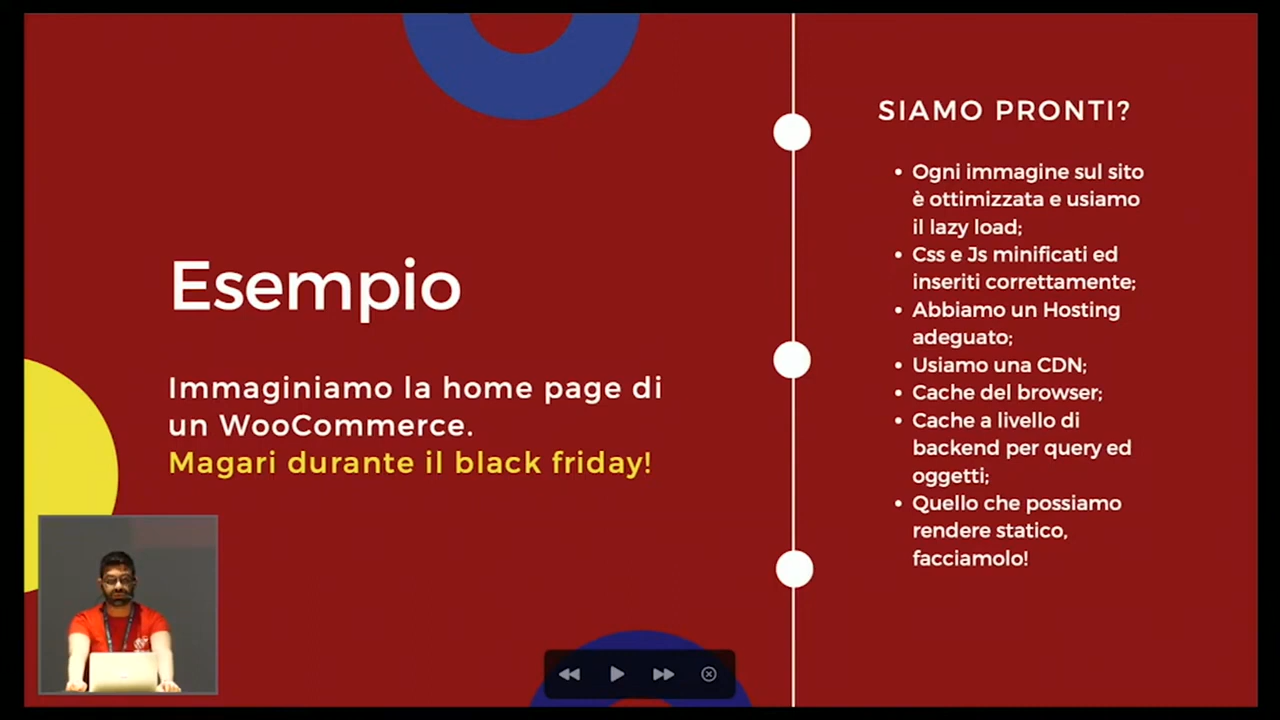 Esempio
Immaginiamo la home page di
un WooCommerce.
Magari durante il black friday!
SIAMO PRONTI?
• Ogni immagine sul sito
è ottimizzata e usiamo
il lazy load;
• Css e Js minificati ed
inseriti correttamente;
• Abbiamo un Hosting
adeguato;
• Usiamo una CDN;
• Cache del browser;
• Cache a livello di
backend per query ed
oggetti;
• Quello che possiamo
rendere statico,
facciamolo!